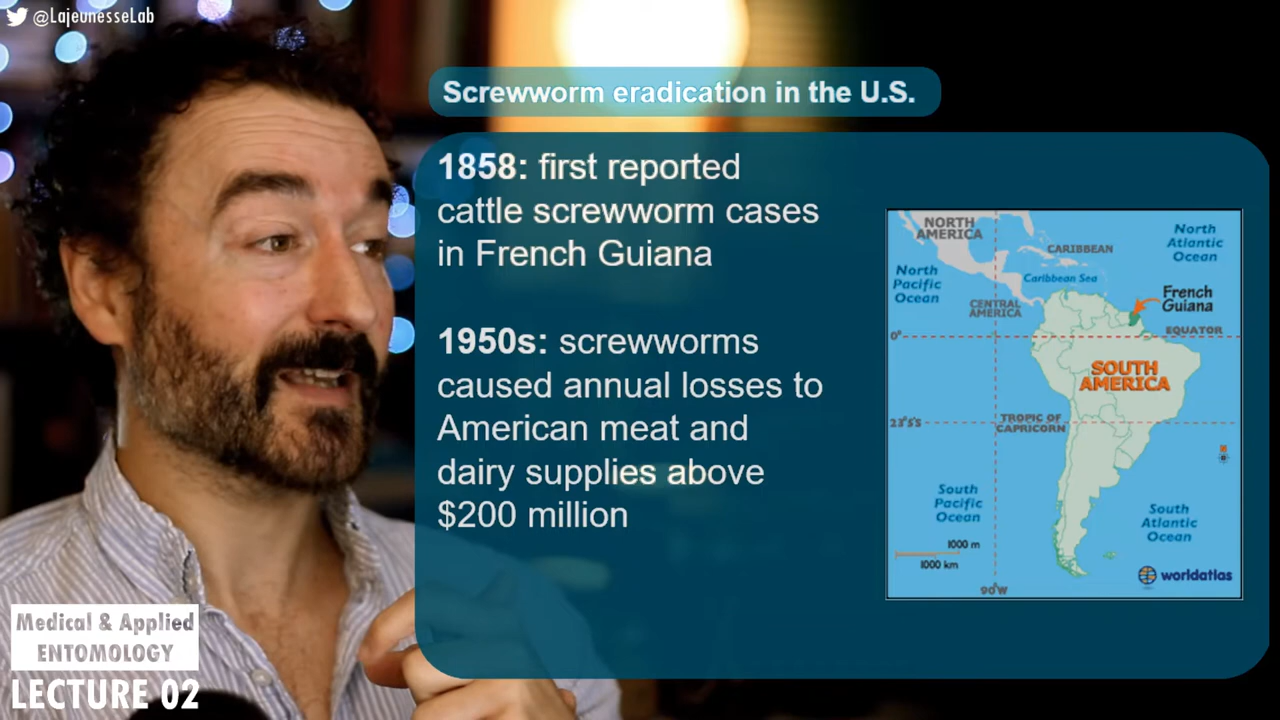 @LajeunesseLab
Screwworm eradication in the U.S.
1858: first reported
cattle screwworm cases
in French Guiana
1950s: screwworms
caused annual losses to
American meat and
dairy supplies above
$200 million
NORTH
AMERICA
North
Atlantic
Ocean
CARIBBEAN
North
Pacific
Ocean
Caribbean Sea
French
Guiana
CENTRAL
AMERICA
EQUATOR
0°
SOUTH
AMERICA
23°5'S
TROPIC OF
CAPRICORN
South
Pacific
Ocean
South
Atlantic
Ocean
1000 m
1000 km
worldatlas
90°W
Medical & Applied
ENTOMOLOGY
LECTURE 02